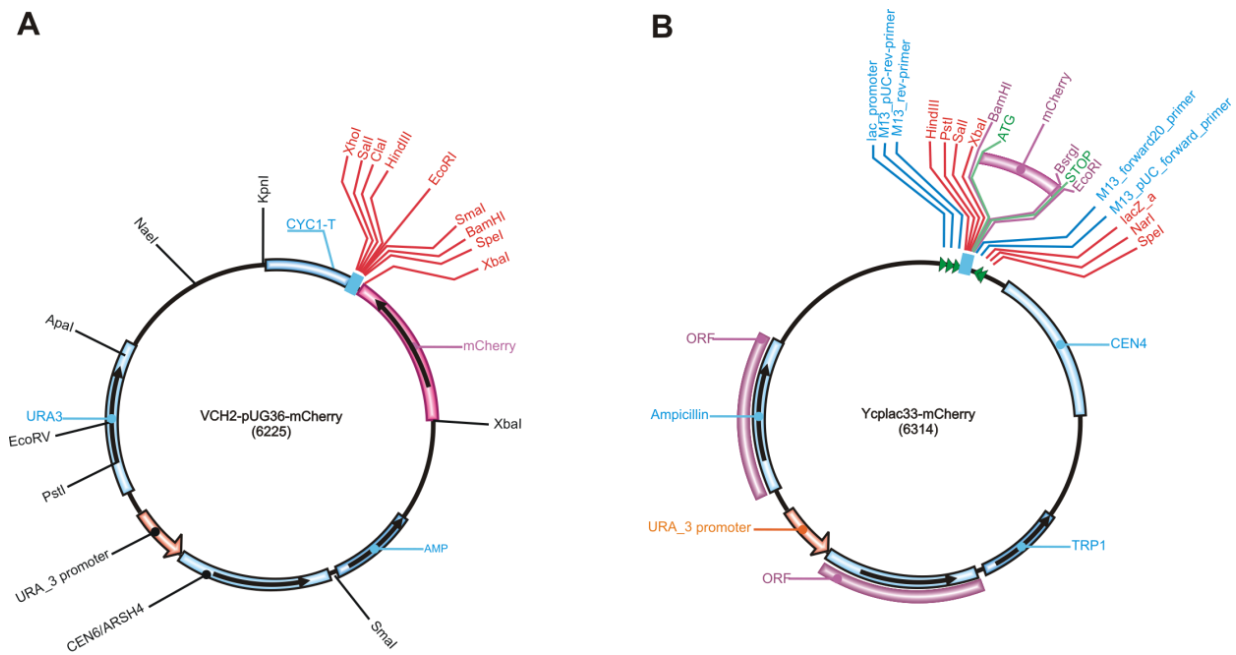 A
XhoI
SalI
ClaI
HindIII
EcoRI
SmaI
BamHI
SpeI
XbaI
CYC1-T
KpnI
NaeI
ApaI
URA3
EcoRV
PstI
URA_3 promoter
CEN6/ARSH4
SmaI
AMP
XbaI
mCherry
VCH2-pUG36-mCherry
(6225)
B
lac_promoter
M13_pUC-rev-primer
M13_rev-primer
HindIII
PstI
SalI
XbaI
BamHI
ATG
mCherry
BsrgI
EcoRI
STOP
M13_forward20_primer
M13_pUC_forward_primer
lacZ_a
NarI
SpeI
CEN4
TRP1
ORF
URA_3 promoter
Ampicillin
ORF
Ycplac33-mCherry
(6314)